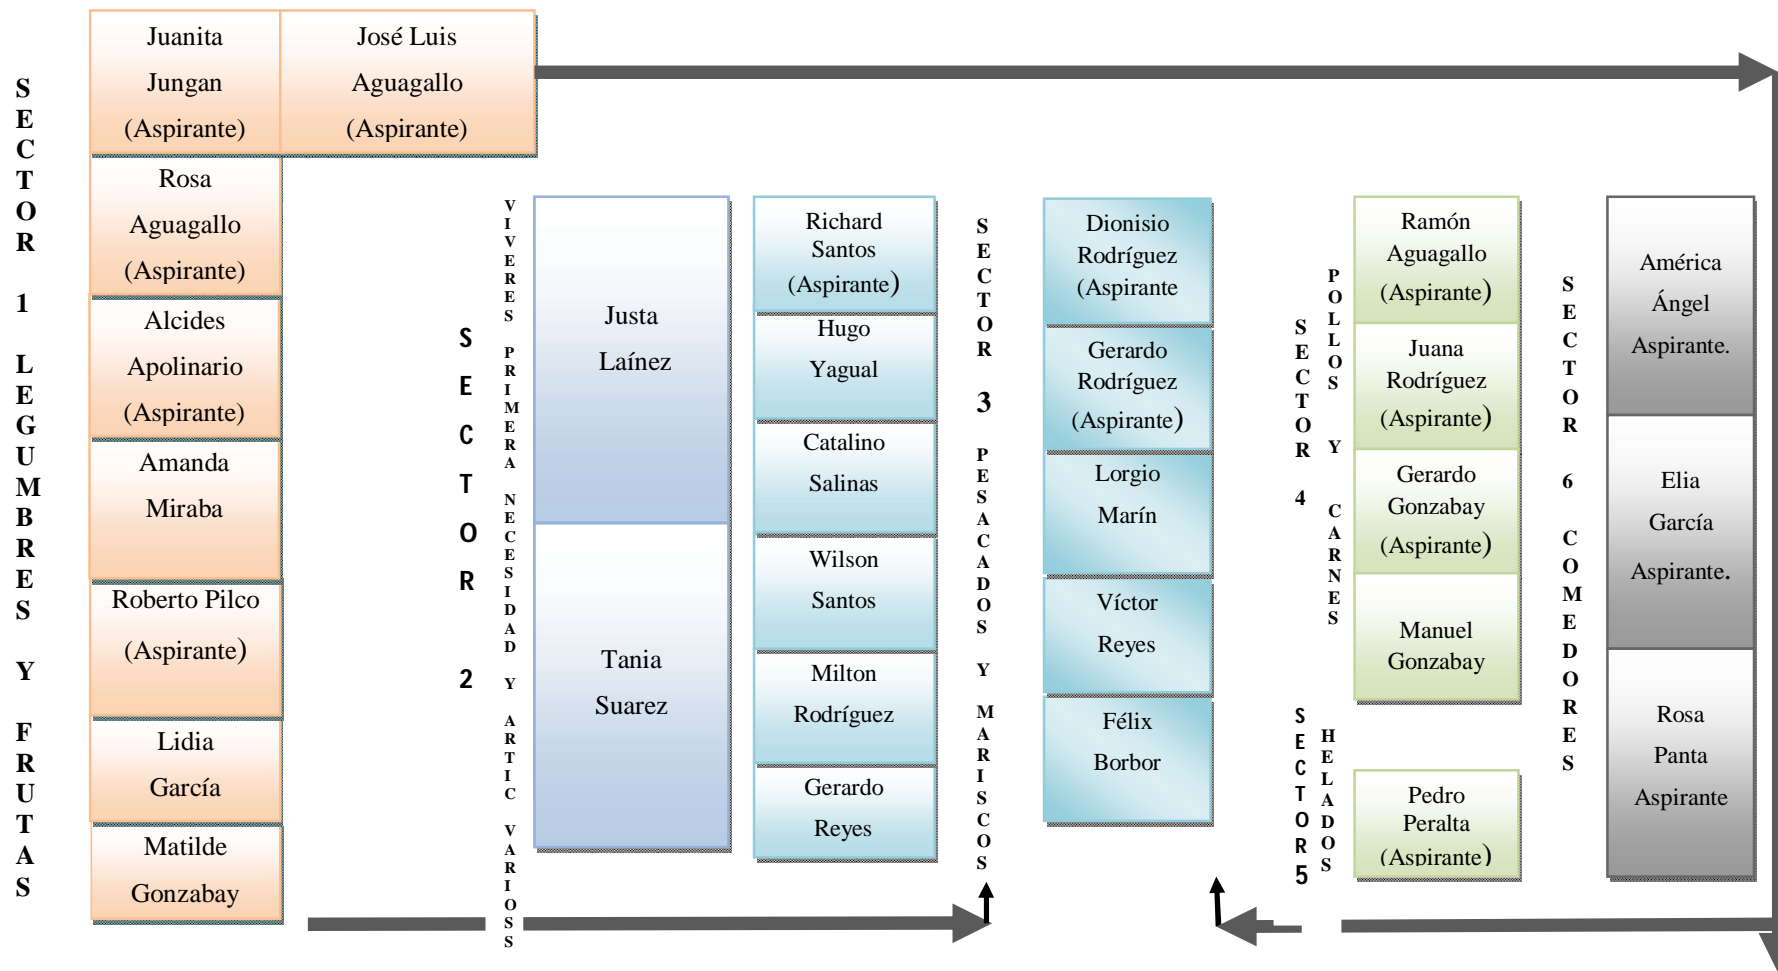 SECTOR 1 LEGUMBRES Y FRUTAS
Juanita
Jungan
(Aspirante)
José Luis
Aguagallo
(Aspirante)
Rosa
Aguagallo
(Aspirante)
Alcides
Apolinario
(Aspirante)
Amanda
Miraba
Roberto Pilco
(Aspirante)
Lidia
García
Matilde
Gonzabay
SECTOR 2
VIVERES PRIMERA NECESIDAD Y ARTIC VARIOSS
Justa
Laínez
Tania
Suarez
Richard
Santos
(Aspirante)
Hugo
Yagual
Catalino
Salinas
Wilson
Santos
Milton
Rodríguez
Gerardo
Reyes
SECTOR 3 PESACADOS Y MARISCOS
Dionisio
Rodríguez
(Aspirante
Gerardo
Rodríguez
(Aspirante)
Lorgio
Marín
Víctor
Reyes
Félix
Borbor
SECTOR 4
POLLOS Y CARNES
Ramón
Aguagallo
(Aspirante)
Juana
Rodríguez
(Aspirante)
Gerardo
Gonzabay
(Aspirante)
Manuel
Gonzabay
SECTOR5
HELADOS
Pedro
Peralta
(Aspirante)
SECTOR 6 COMEDORES
América
Ángel
Aspirante.
Elia
García
Aspirante.
Rosa
Panta
Aspirante